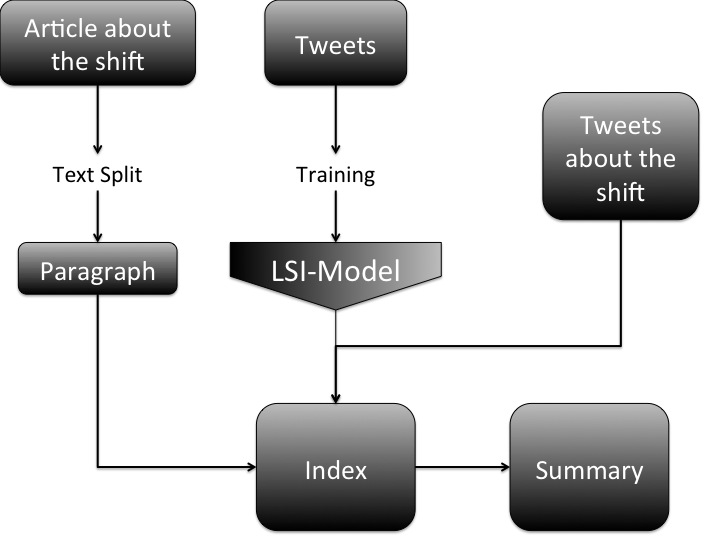 Article about
the shift
Tweets
Tweets
about the
shift
Text Split
Training
Paragraph
LSI-Model
Index
Summary